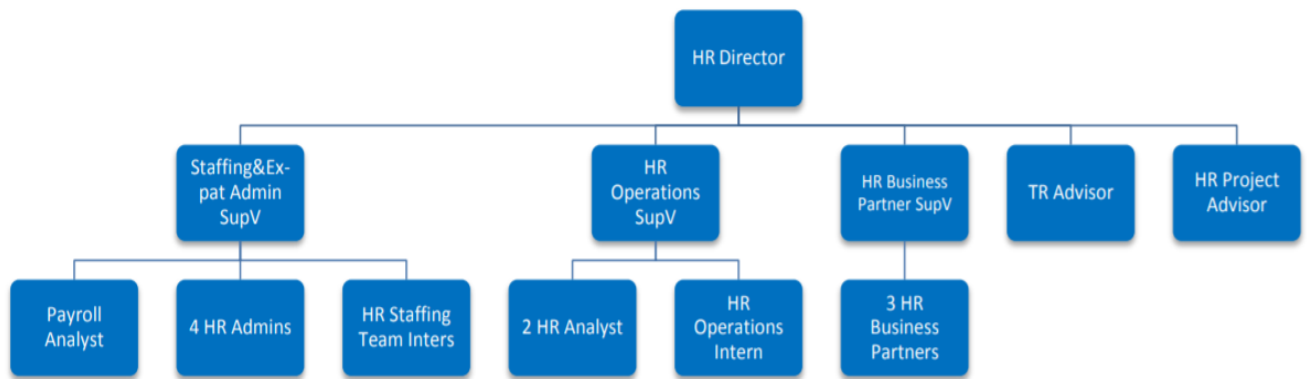 HR Director
Staffing&Ex-
pat Admin
SupV
HR
Operations
SupV
HR Business
Partner SupV
TR Advisor
HR Project
Advisor
Payroll
Analyst
4 HR Admins
HR Staffing
Team Inters
2 HR Analyst
HR
Operations
Intern
3 HR
Business
Partners